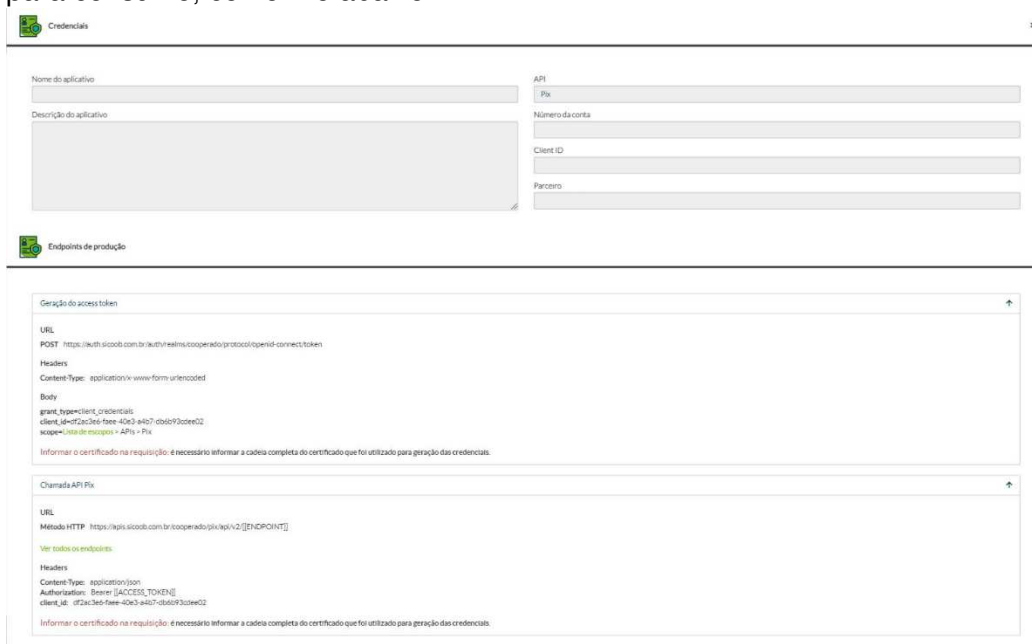 Credenciais
Nome do aplicativo
API
Pix
Descrição do aplicativo
Número da conta
Client ID
Parceiro
Endpoints de produção
Geração do access token
URL
POST https://auth.sicoob.com.br/auth/realms/cooperado/protocol/openid-connect/token
Headers
Content-Type: application/x-www-form-urlencoded
Body
grant_type=client_credentials
client_id=df2ac3e6-faee-40e3-a4b7-db6b93cdee02
scope=Lista de escopos > APIs > Pix
Informar o certificado na requisição: é necessário informar a cadeia completa do certificado que foi utilizado para geração das credenciais.
Chamada API Pix
URL
Método HTTP https://apis.sicoob.com.br/cooperado/pix/api/v2/[[ENDPOINT]]
Ver todos os endpoints
Headers
Content-Type: application/json
Authorization: Bearer [[ACCESS_TOKEN]]
client_id: df2ac3e6-faee-40e3-a4b7-db6b93cdee02
Informar o certificado na requisição: é necessário informar a cadeia completa do certificado que foi utilizado para geração das credenciais.